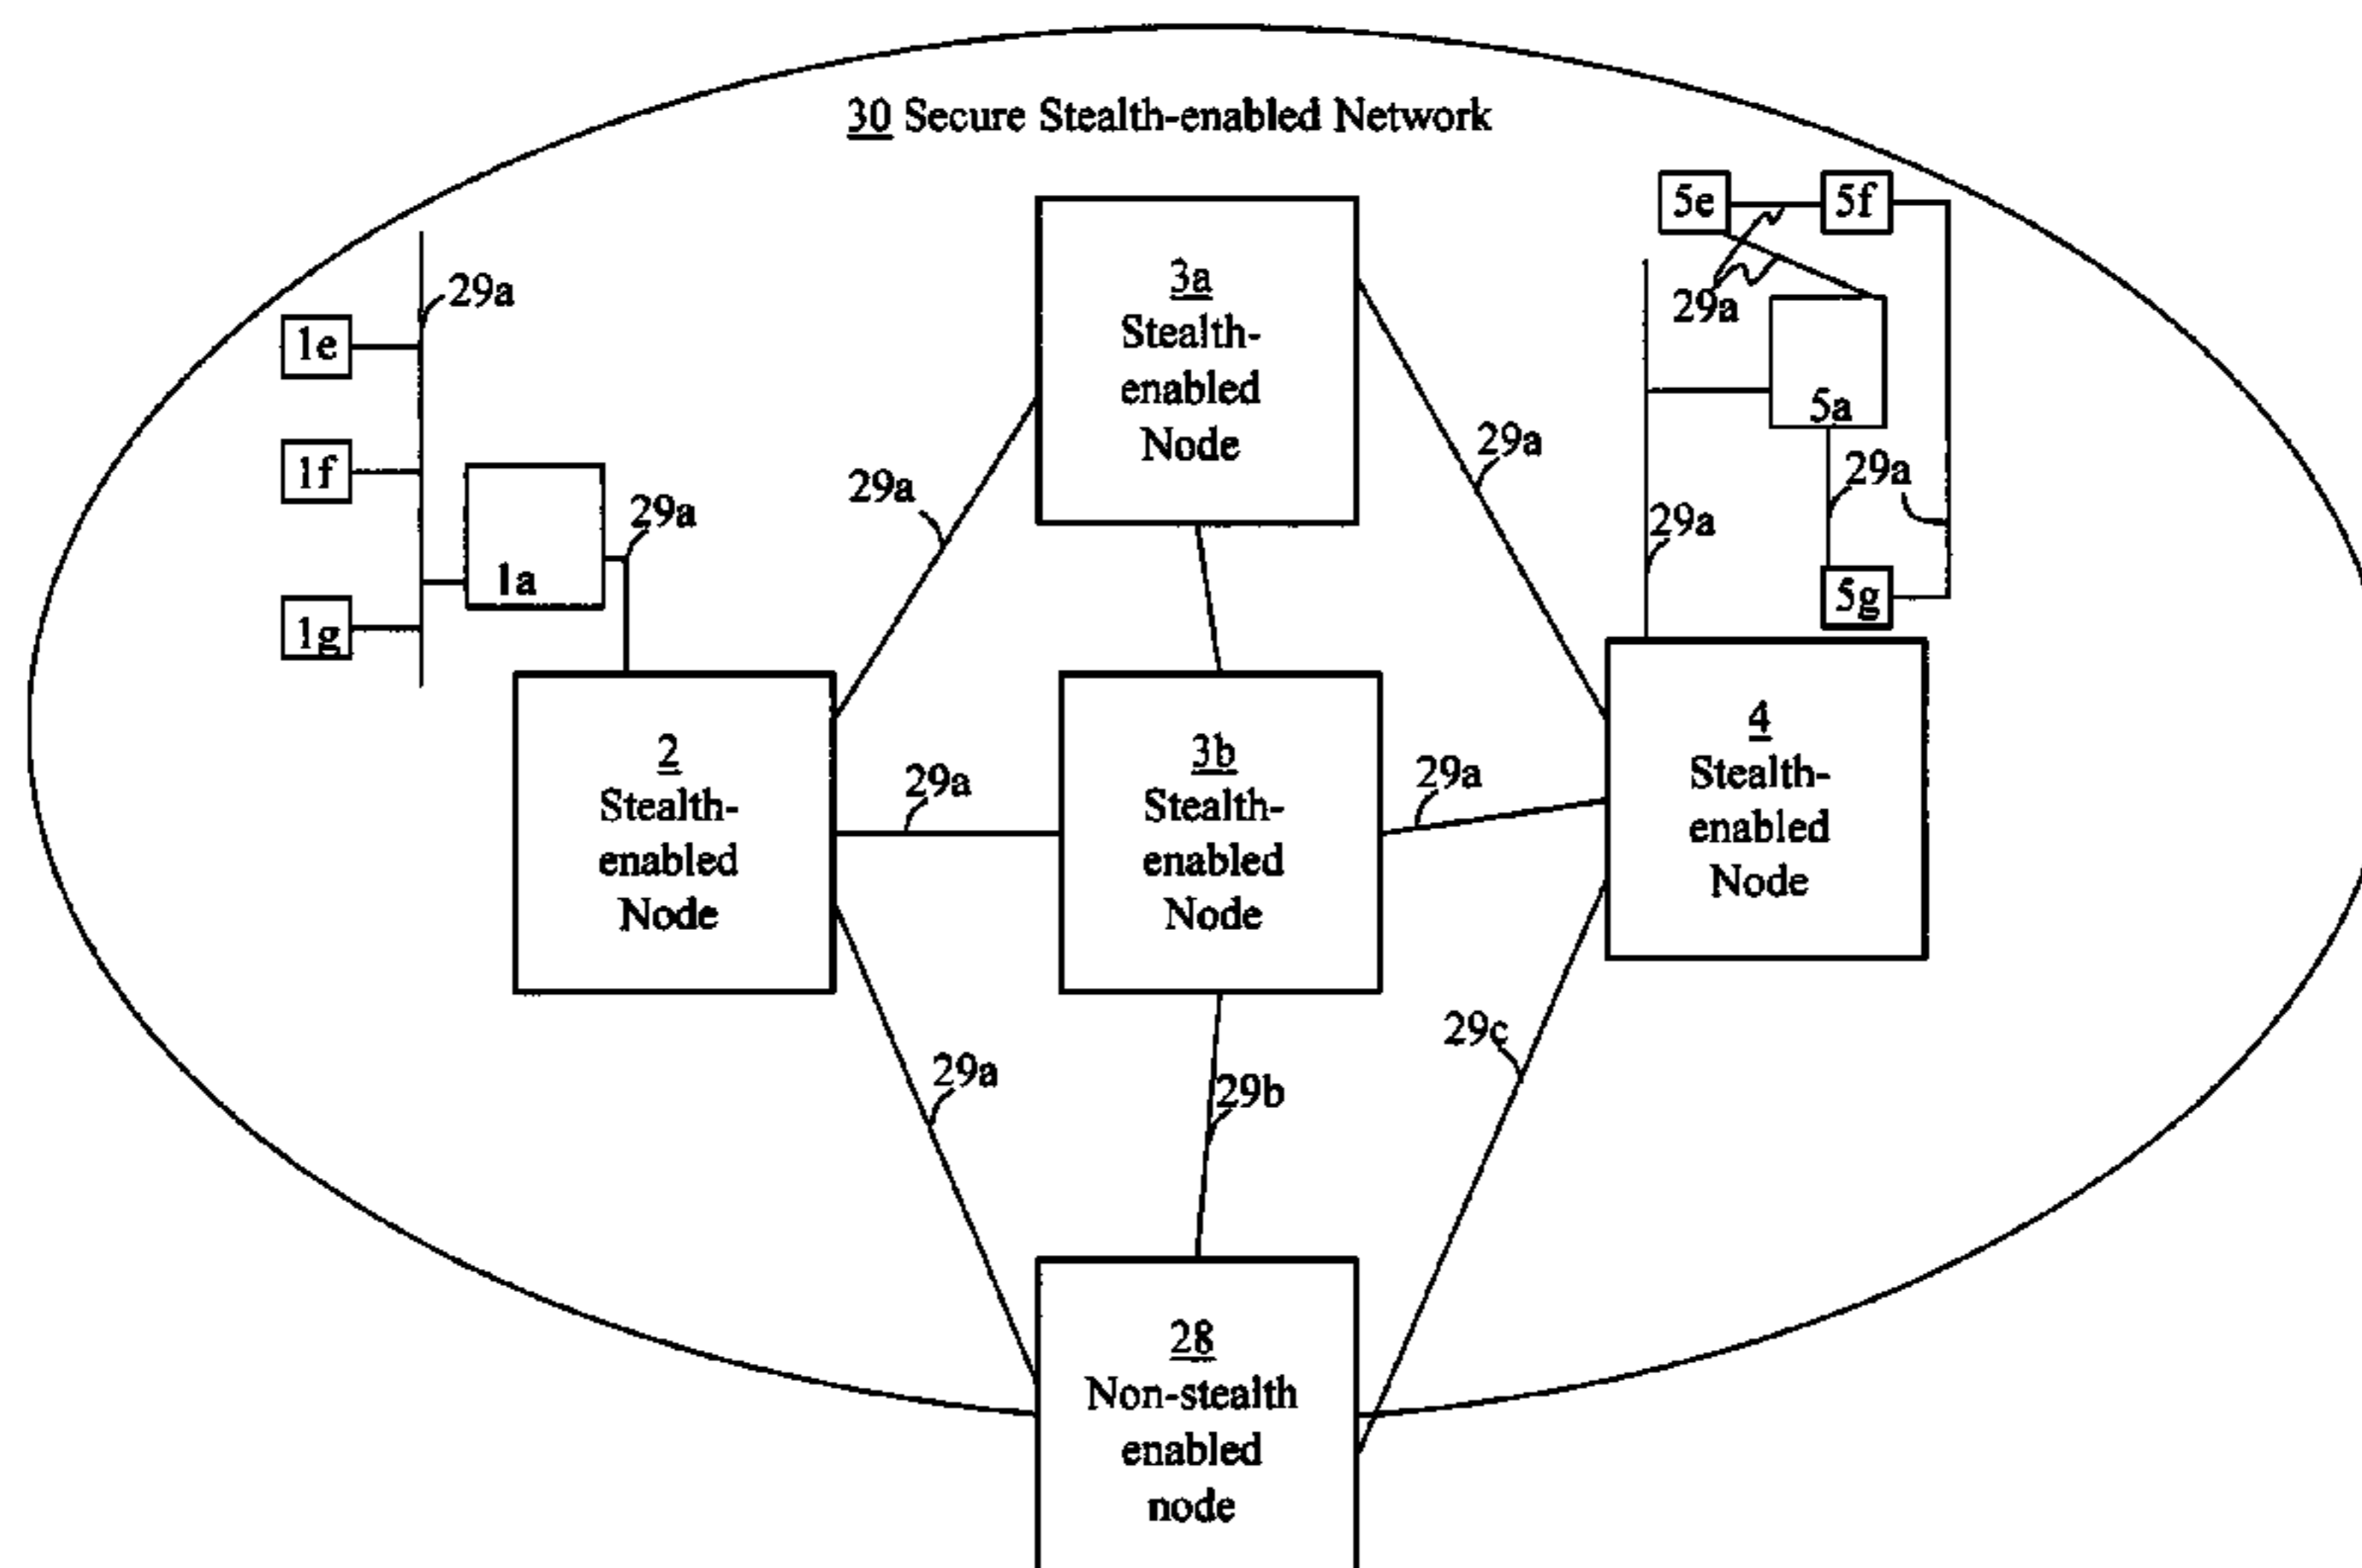 30 Secure Stealth-enabled Network
5e
5f
29a
1e
1f
1g
1a
29a
3a
Stealth-
enabled
Node
29a
29a
29a
5a
29a
29a
5g
2
Stealth-
enabled
Node
29a
3b
Stealth-
enabled
Node
29a
4
Stealth-
enabled
Node
29a
29b
29c
28
Non-stealth
enabled
node
29a